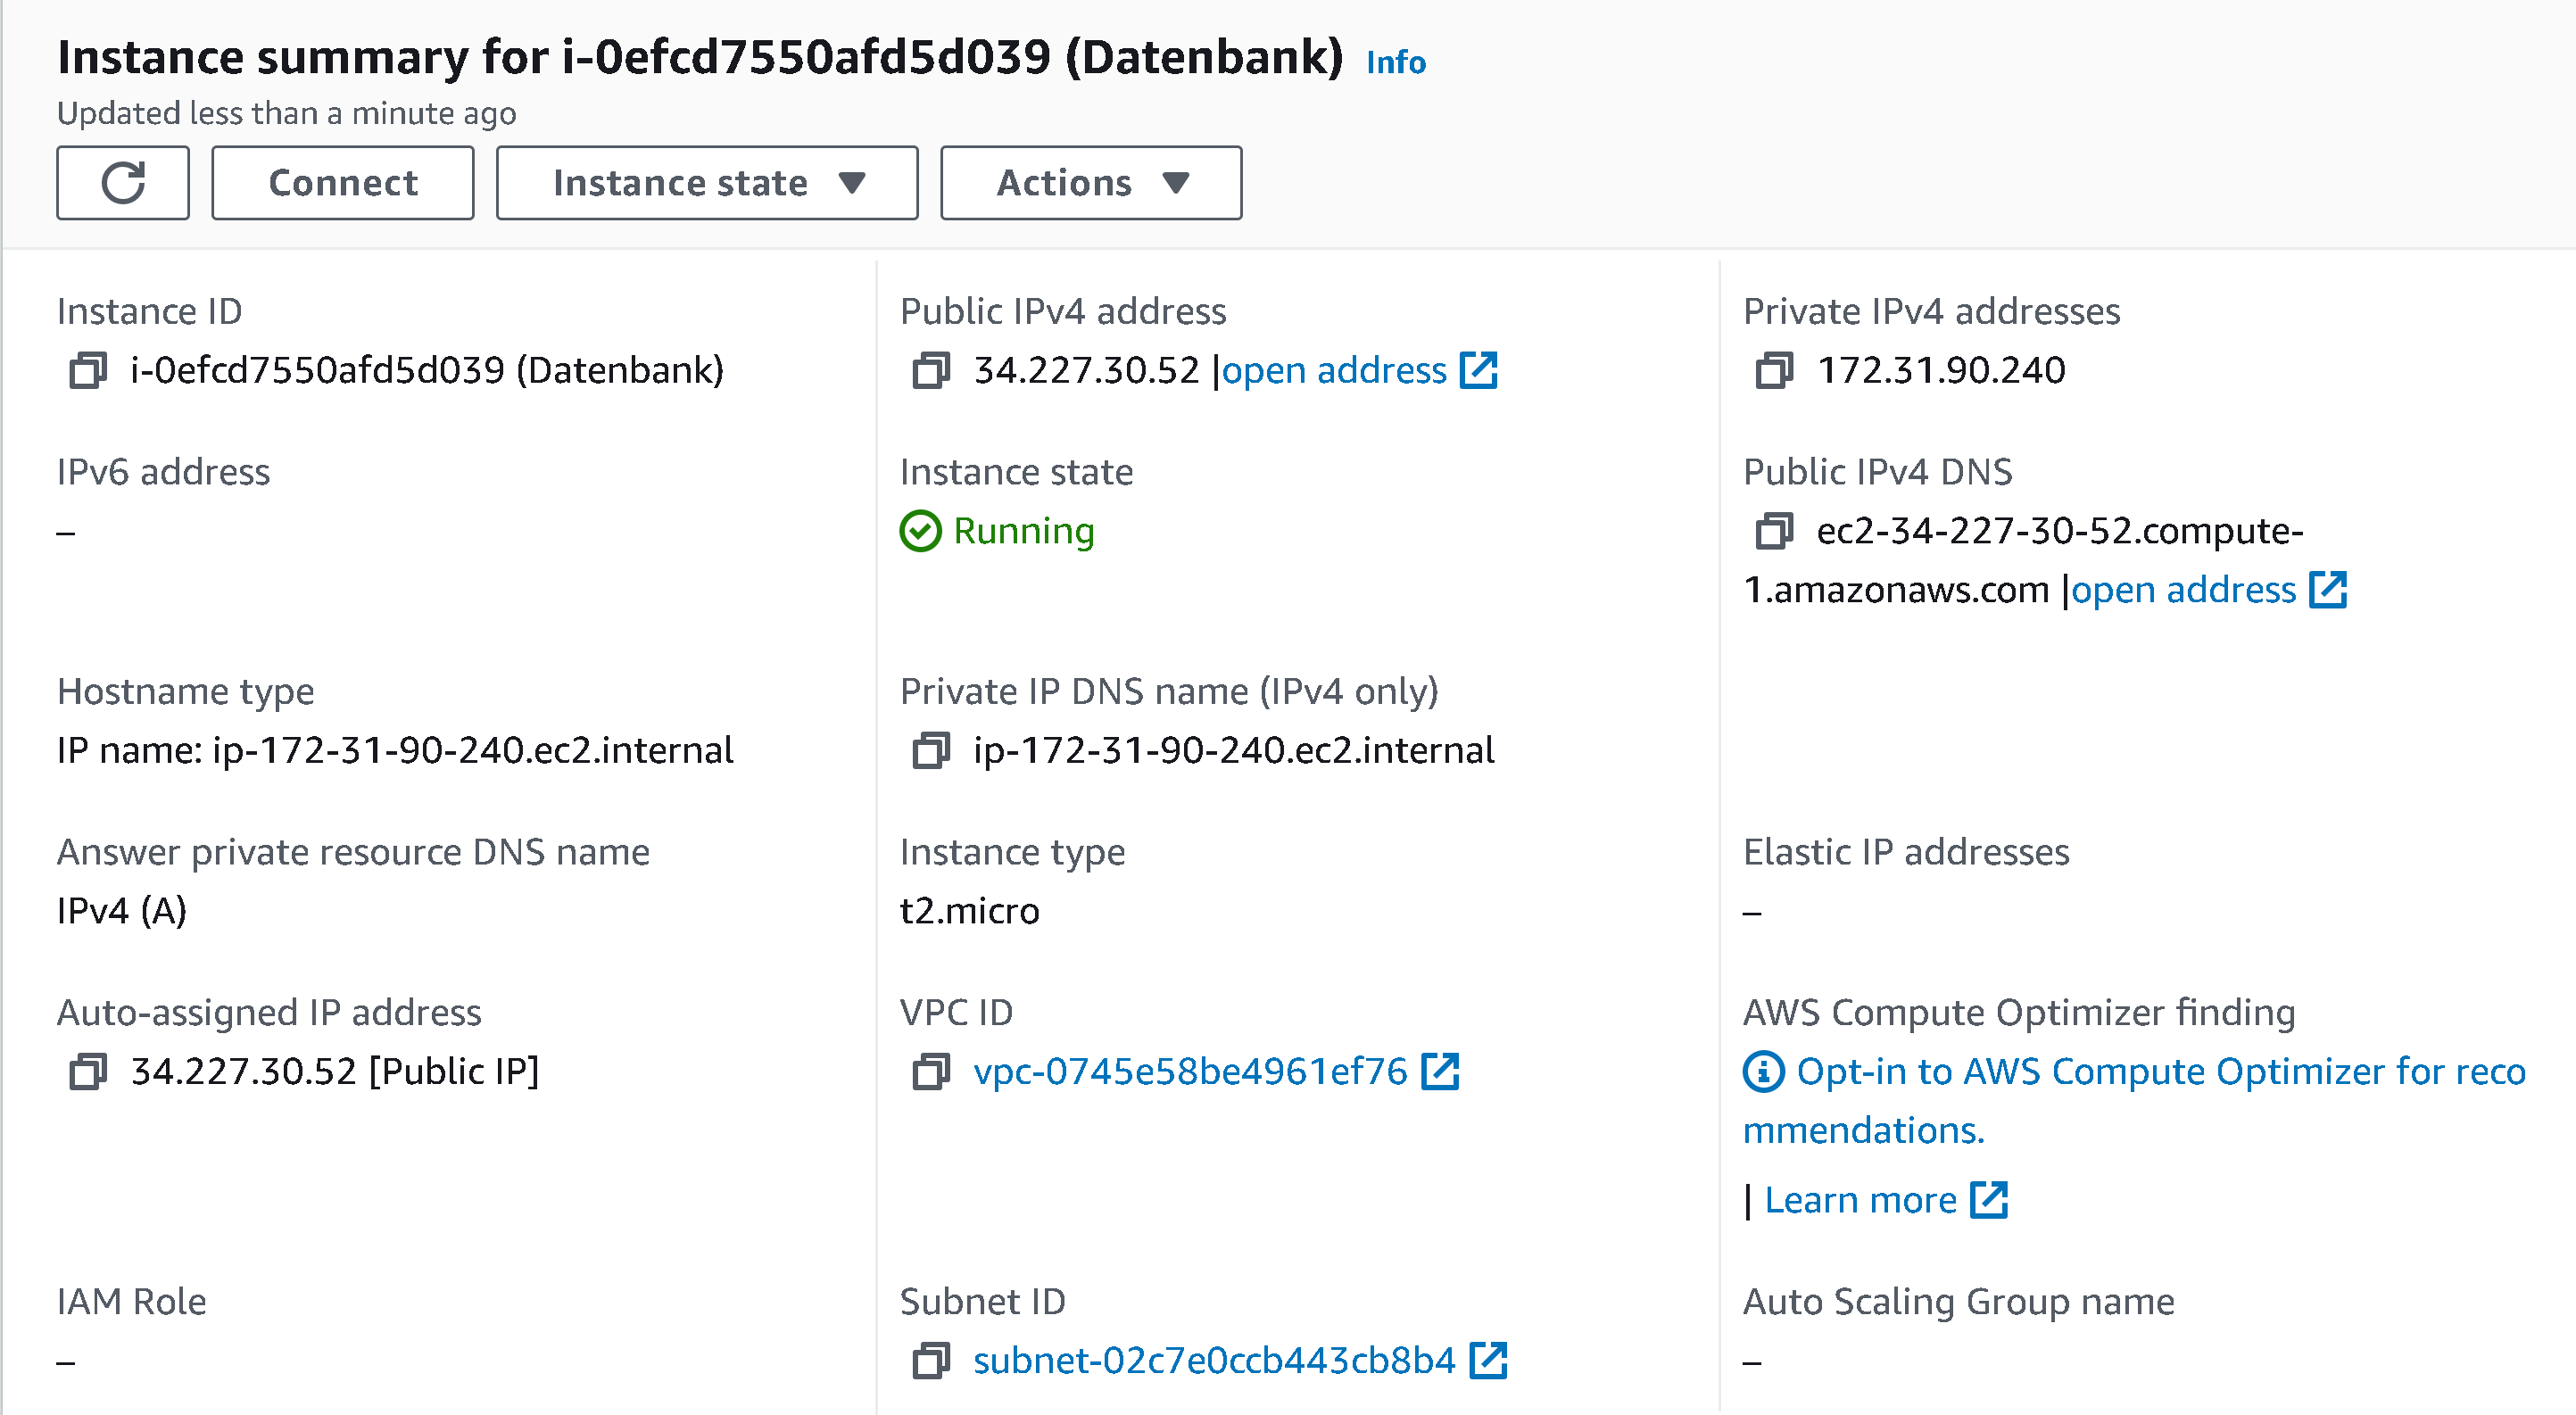 Instance summary for i-0efcd7550afd5d039 (Datenbank) Info
Updated less than a minute ago
Connect Instance state Actions
Instance ID
i-0efcd7550afd5d039 (Datenbank)
Public IPv4 address
34.227.30.52 |open address
Private IPv4 addresses
172.31.90.240
IPv6 address
–
Instance state
Running
Public IPv4 DNS
ec2-34-227-30-52.compute-
1.amazonaws.com |open address
Hostname type
IP name: ip-172-31-90-240.ec2.internal
Private IP DNS name (IPv4 only)
ip-172-31-90-240.ec2.internal
Answer private resource DNS name
IPv4 (A)
Instance type
t2.micro
Elastic IP addresses
–
Auto-assigned IP address
34.227.30.52 [Public IP]
VPC ID
vpc-0745e58be4961ef76
AWS Compute Optimizer finding
Opt-in to AWS Compute Optimizer for reco
mmendations.
| Learn more
IAM Role
–
Subnet ID
subnet-02c7e0ccb443cb8b4
Auto Scaling Group name
–